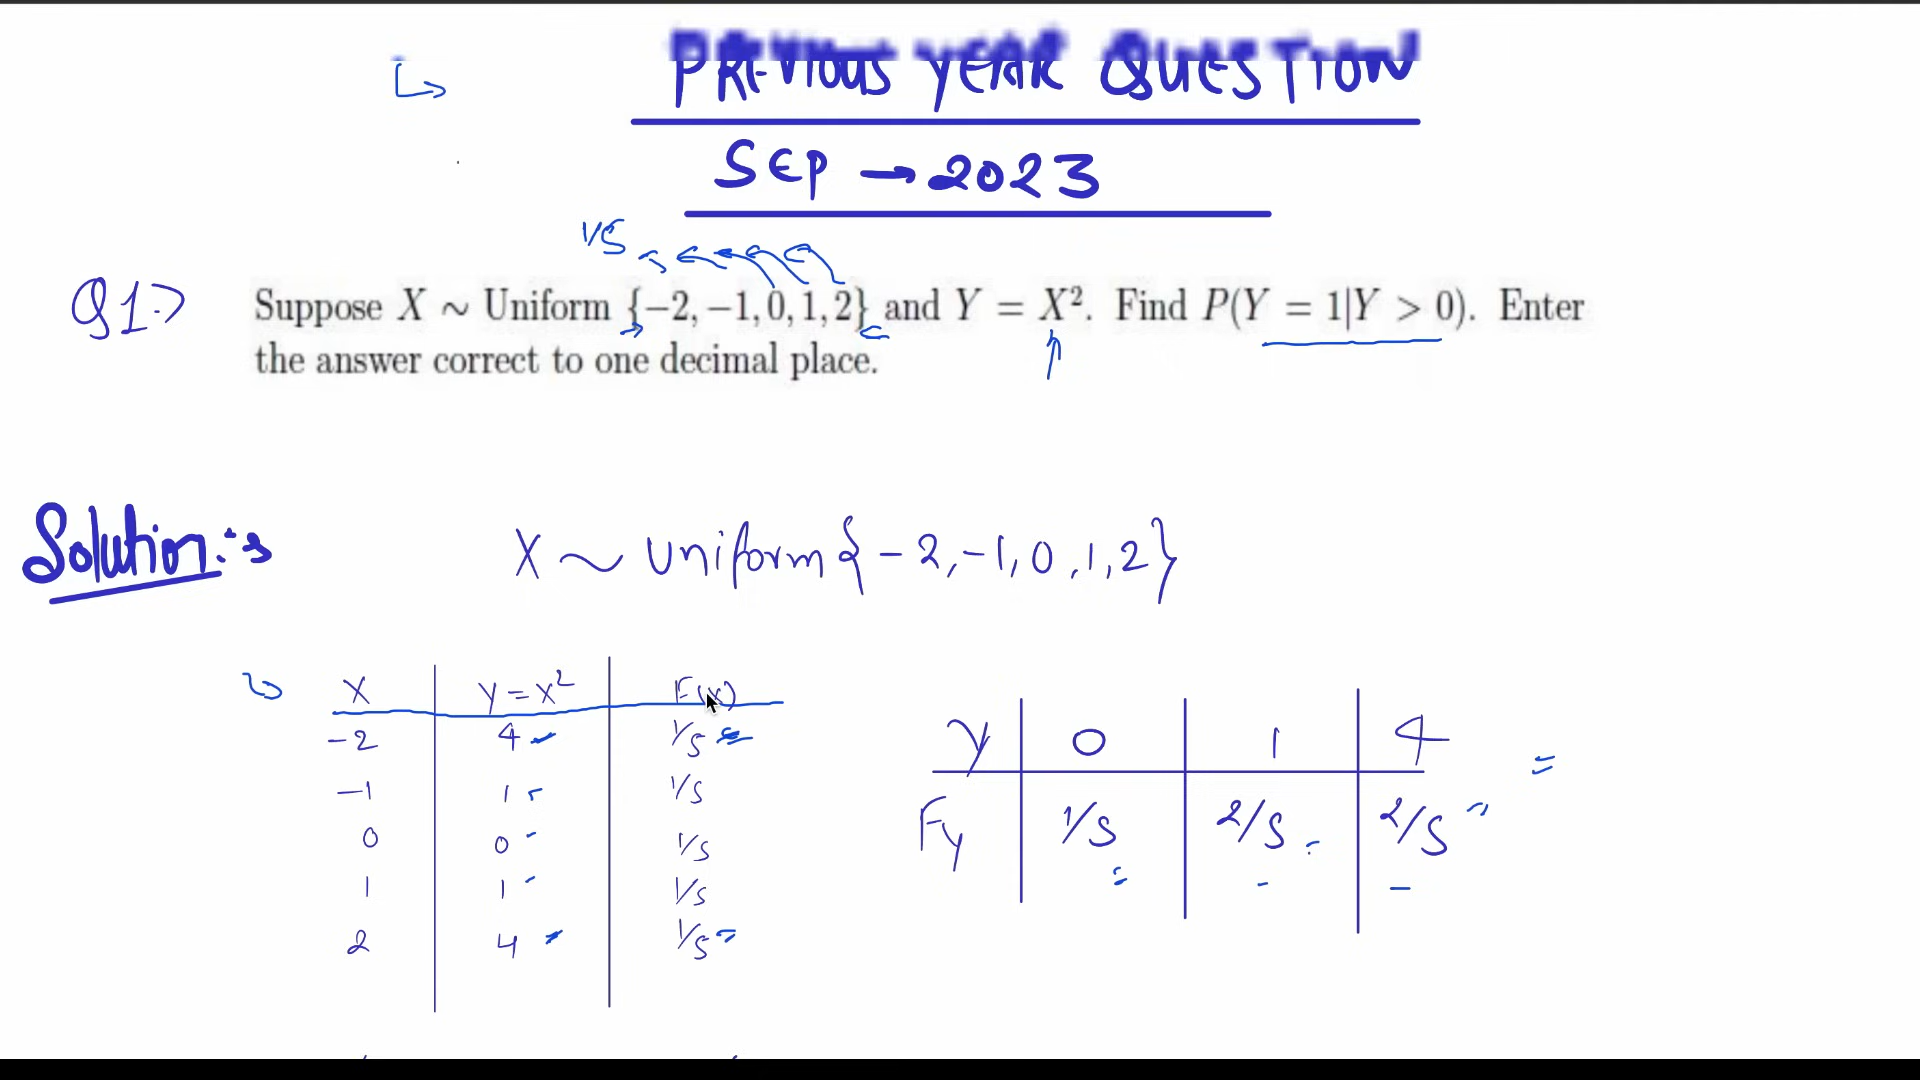 PREVIOUS YEAR QUESTION
SEP → 2023
1/5
Q1.>
Suppose X ∼ Uniform {−2, −1, 0, 1, 2} and Y = X². Find P(Y = 1|Y > 0). Enter
the answer correct to one decimal place.
Solution:-
X ~ Uniform {-2, -1, 0, 1, 2}
X Y = X² F(x)
-2 4 1/5
-1 1 1/5
0 0 1/5
1 1 1/5
2 4 1/5
Y 0 1 4
Fy 1/5 2/5 2/5